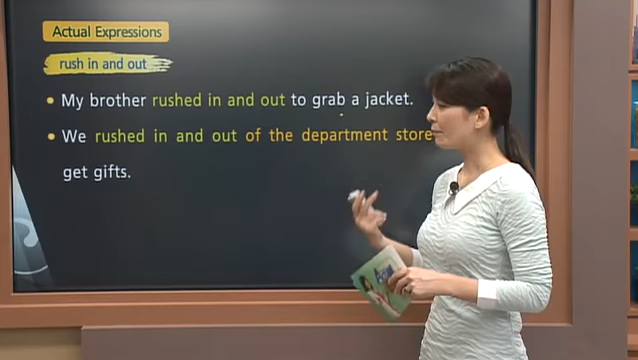 Actual Expressions
rush in and out
• My brother rushed in and out to grab a jacket.
• We rushed in and out of the department store
get gifts.